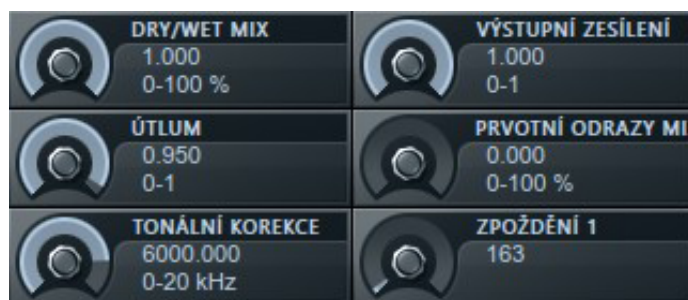 DRY/WET MIX
1.000
0-100 %
VÝSTUPNÍ ZESÍLENÍ
1.000
0-1
ÚTLUM
0.950
0-1
PRVOTNÍ ODRAZY
0.000
0-100 %
TONÁLNÍ KOREKCE
6000.000
0-20 kHz
ZPOŽDĚNÍ 1
163